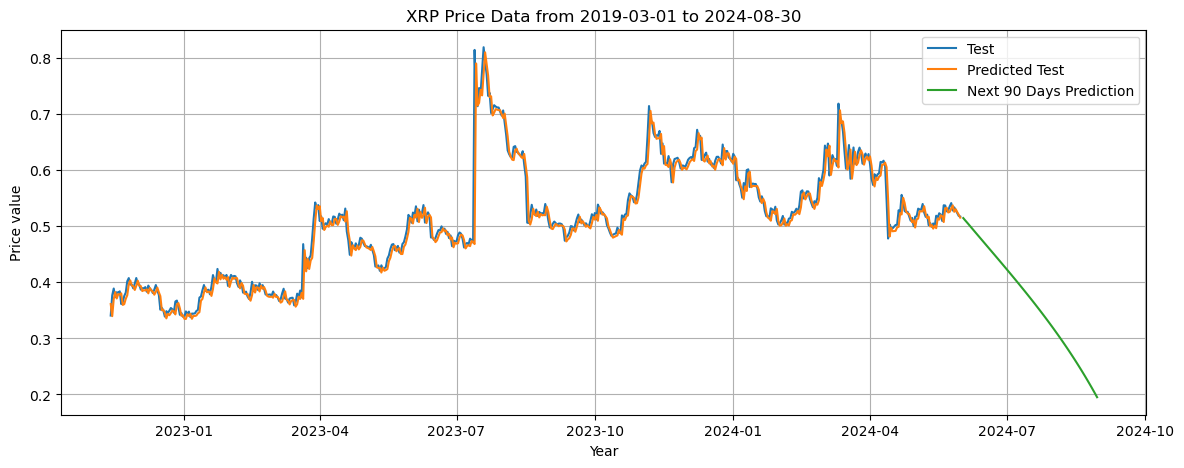 XRP Price Data from 2019-03-01 to 2024-08-30
Test
Predicted Test
Next 90 Days Prediction
Price value
0.8
0.7
0.6
0.5
0.4
0.3
0.2
2023-01 2023-04 2023-07 2023-10 2024-01 2024-04 2024-07 2024-10
Year